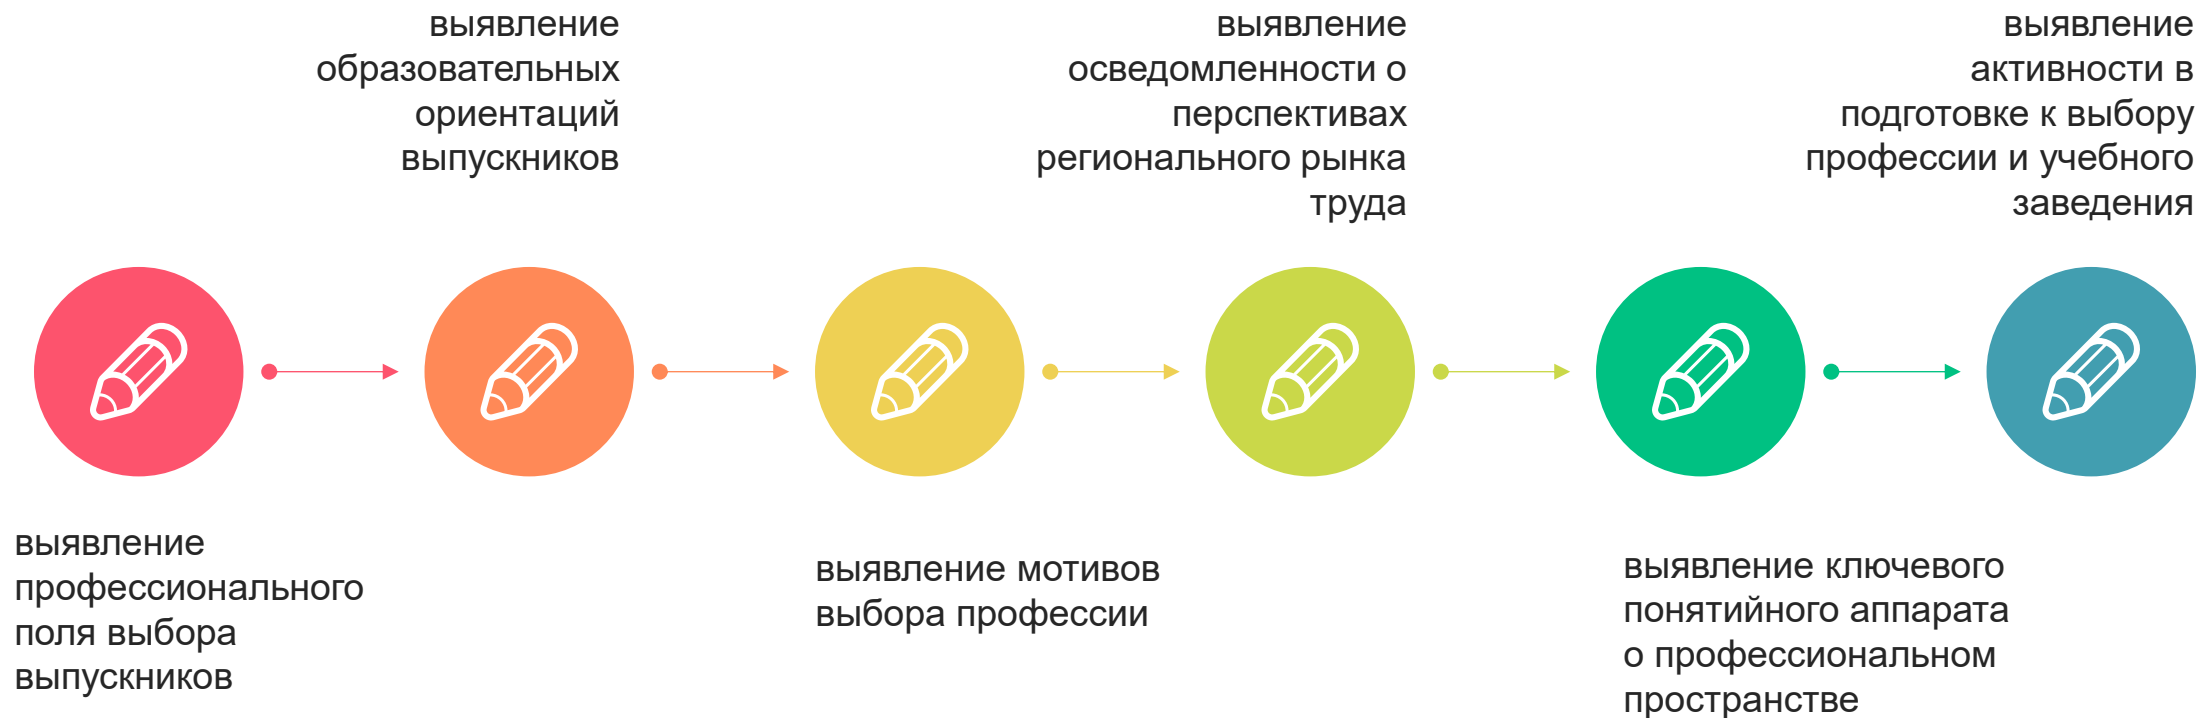 выявление
профессионального
поля выбора
выпускников
выявление
образовательных
ориентаций
выпускников
выявление мотивов
выбора профессии
выявление
осведомленности о
перспективах
регионального рынка
труда
выявление ключевого
понятийного аппарата
о профессиональном
пространстве
выявление
активности в
подготовке к выбору
профессии и учебного
заведения